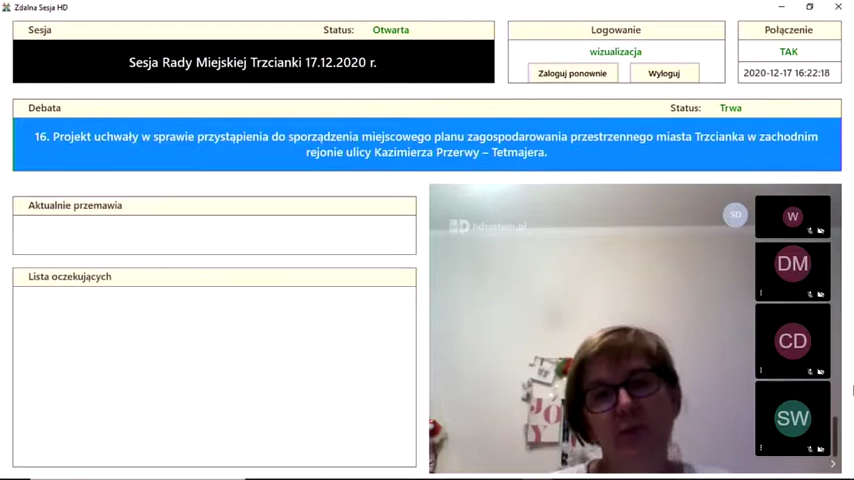 Zdalna Sesja HD
Sesja
Status:
Otwarta
Sesja Rady Miejskiej Trzcianki 17.12.2020 r.
Logowanie
wizualizacja
Zaloguj ponownie
Wyloguj
Połączenie
TAK
2020-12-17 16:22:18
Debata
Status:
Trwa
16. Projekt uchwały w sprawie przystąpienia do sporządzenia miejscowego planu zagospodarowania przestrzennego miasta Trzcianka w zachodnim
rejonie ulicy Kazimierza Przerwy – Tetmajera.
Aktualnie przemawia
Lista oczekujących
hdsystem.pl
SD
W
DM
CD
SW
JO
Y